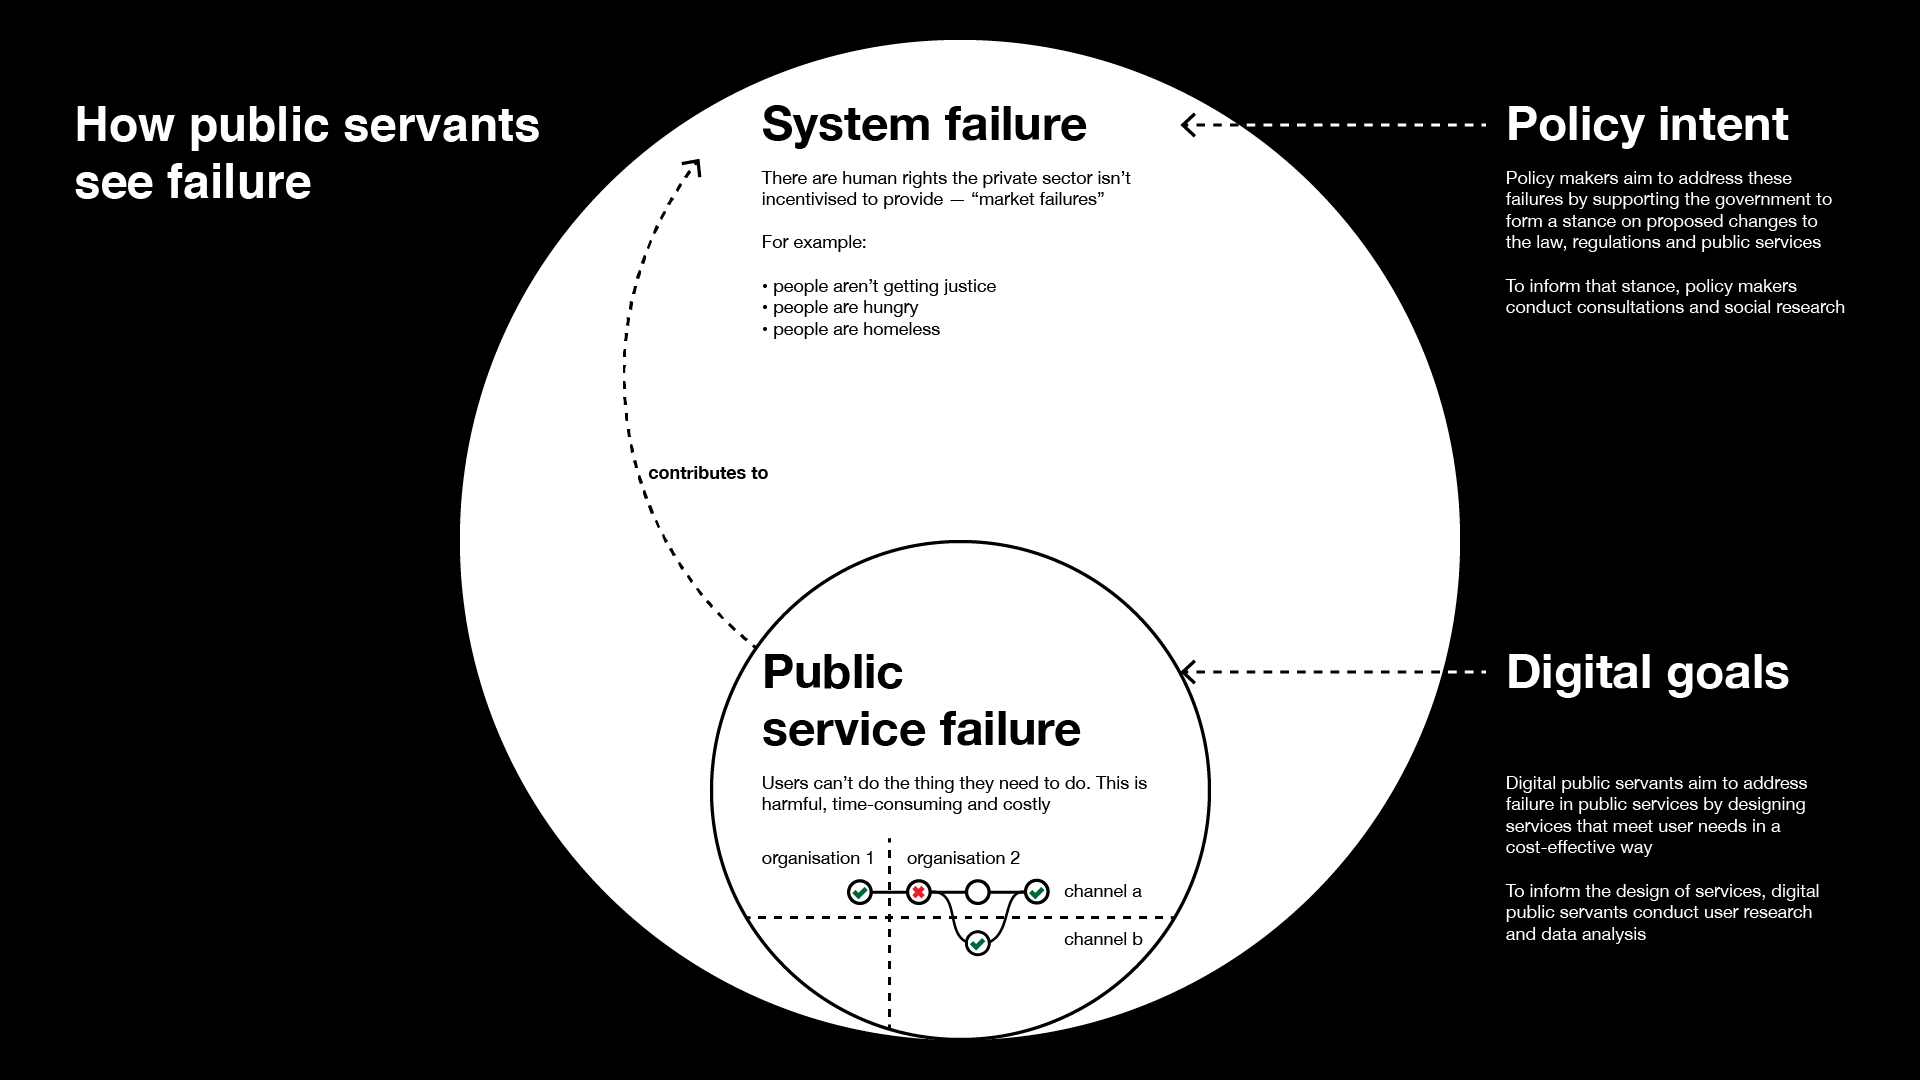 How public servants
see failure
System failure
There are human rights the private sector isn’t
incentivised to provide — “market failures”
For example:
• people aren’t getting justice
• people are hungry
• people are homeless
contributes to
Public
service failure
Users can’t do the thing they need to do. This is
harmful, time-consuming and costly
organisation 1
organisation 2
channel a
channel b
Policy intent
Policy makers aim to address these
failures by supporting the government to
form a stance on proposed changes to
the law, regulations and public services
To inform that stance, policy makers
conduct consultations and social research
Digital goals
Digital public servants aim to address
failure in public services by designing
services that meet user needs in a
cost-effective way
To inform the design of services, digital
public servants conduct user research
and data analysis